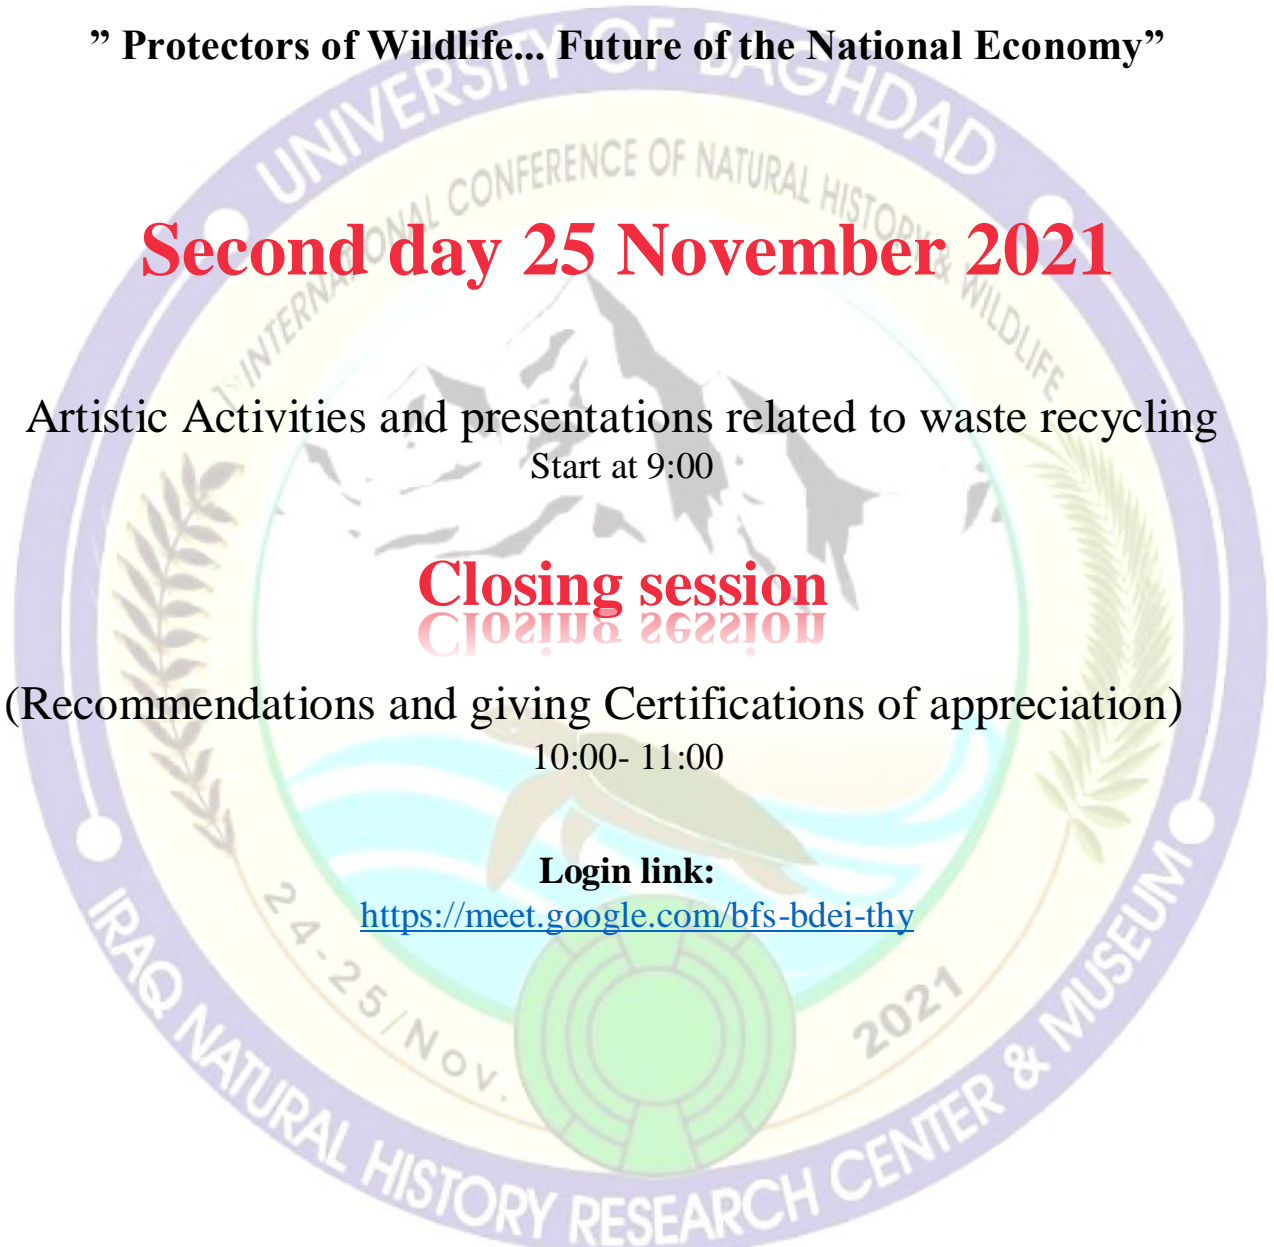 ” Protectors of Wildlife... Future of the National Economy”
UNIVERSITY OF BAGHDAD
1ST INTERNATIONAL CONFERENCE OF NATURAL HISTORY & WILDLIFE
Second day 25 November 2021
Artistic Activities and presentations related to waste recycling
Start at 9:00
Closing session
(Recommendations and giving Certifications of appreciation)
10:00- 11:00
Login link:
https://meet.google.com/bfs-bdei-thy
24-25/Nov. 2021
IRAQ NATURAL HISTORY RESEARCH CENTER & MUSEUM